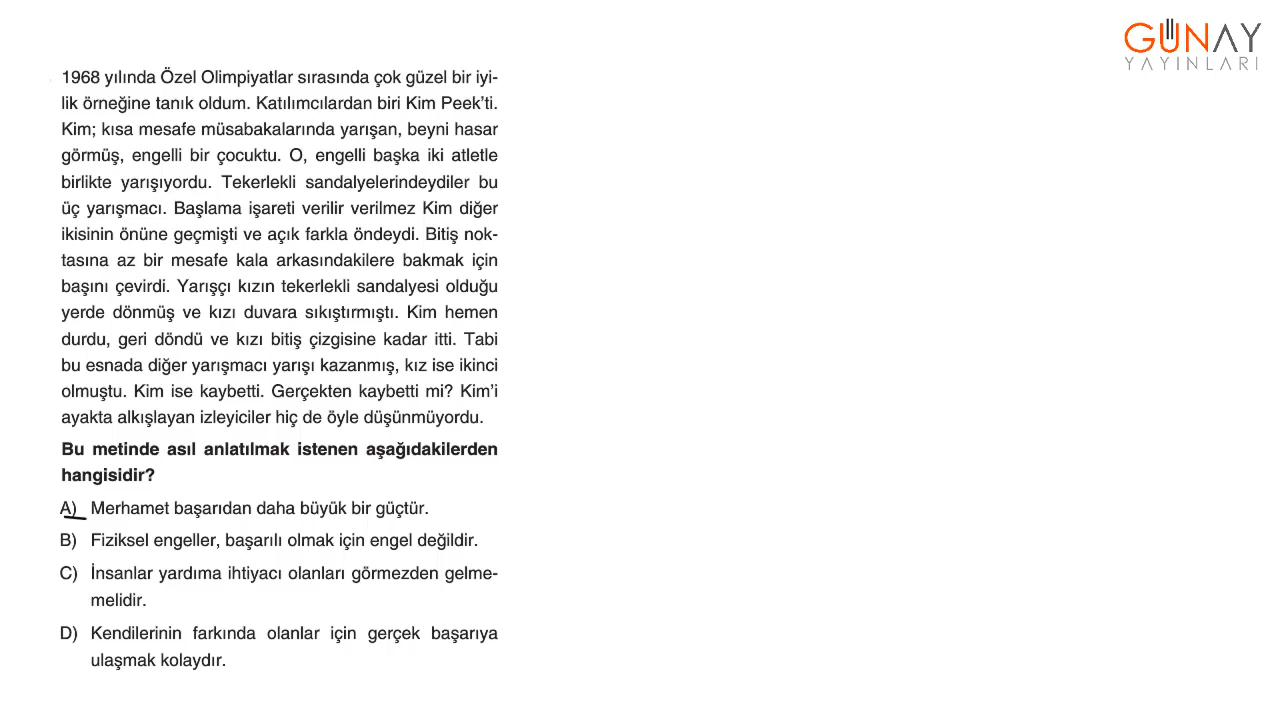 GÜNAY
YAYINLARI
1968 yılında Özel Olimpiyatlar sırasında çok güzel bir iyi-
lik örneğine tanık oldum. Katılımcılardan biri Kim Peek’ti.
Kim; kısa mesafe müsabakalarında yarışan, beyni hasar
görmüş, engelli bir çocuktu. O, engelli başka iki atletle
birlikte yarışıyordu. Tekerlekli sandalyelerindeydiler bu
üç yarışmacı. Başlama işareti verilir verilmez Kim diğer
ikisinin önüne geçmişti ve açık farkla öndeydi. Bitiş nok-
tasına az bir mesafe kala arkasındakilere bakmak için
başını çevirdi. Yarışçı kızın tekerlekli sandalyesi olduğu
yerde dönmüş ve kızı duvara sıkıştırmıştı. Kim hemen
durdu, geri döndü ve kızı bitiş çizgisine kadar itti. Tabi
bu esnada diğer yarışmacı yarışı kazanmış, kız ise ikinci
olmuştu. Kim ise kaybetti. Gerçekten kaybetti mi? Kim’i
ayakta alkışlayan izleyiciler hiç de öyle düşünmüyordu.
Bu metinde asıl anlatılmak istenen aşağıdakilerden
hangisidir?
A) Merhamet başarıdan daha büyük bir güçtür.
B) Fiziksel engeller, başarılı olmak için engel değildir.
C) İnsanlar yardıma ihtiyacı olanları görmezden gelme-
melidir.
D) Kendilerinin farkında olanlar için gerçek başarıya
ulaşmak kolaydır.